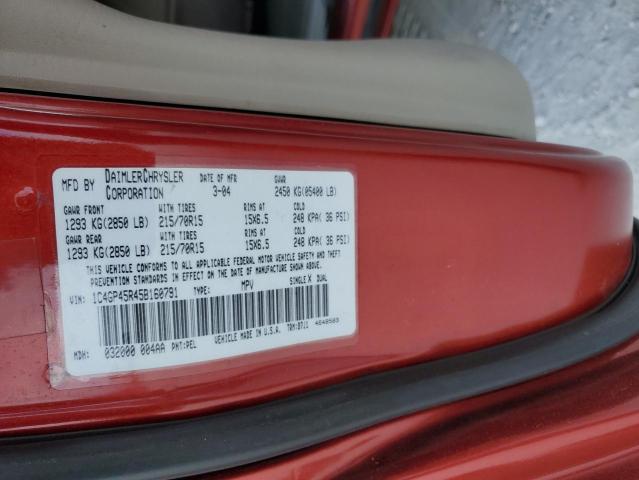 MFD BY DAIMLERCHRYSLER CORPORATION DATE OF MFR 3-04 GVWR 2450 KG(05400 LB)
GAWR FRONT WITH TIRES RIMS AT COLD
1293 KG(2850 LB) 215/70R15 15X6.5 248 KPA( 36 PSI)
GAWR REAR WITH TIRES RIMS AT COLD
1293 KG(2850 LB) 215/70R15 15X6.5 248 KPA( 36 PSI)
THIS VEHICLE CONFORMS TO ALL APPLICABLE FEDERAL MOTOR VEHICLE SAFETY AND THEFT
PREVENTION STANDARDS IN EFFECT ON THE DATE OF MANUFACTURE SHOWN ABOVE.
VIN: 1C4GP45R45B160791 TYPE: MPV SINGLE X DUAL
MDH: 032000 004AA PNT:PEL VEHICLE MADE IN U.S.A. TRM:B7J1